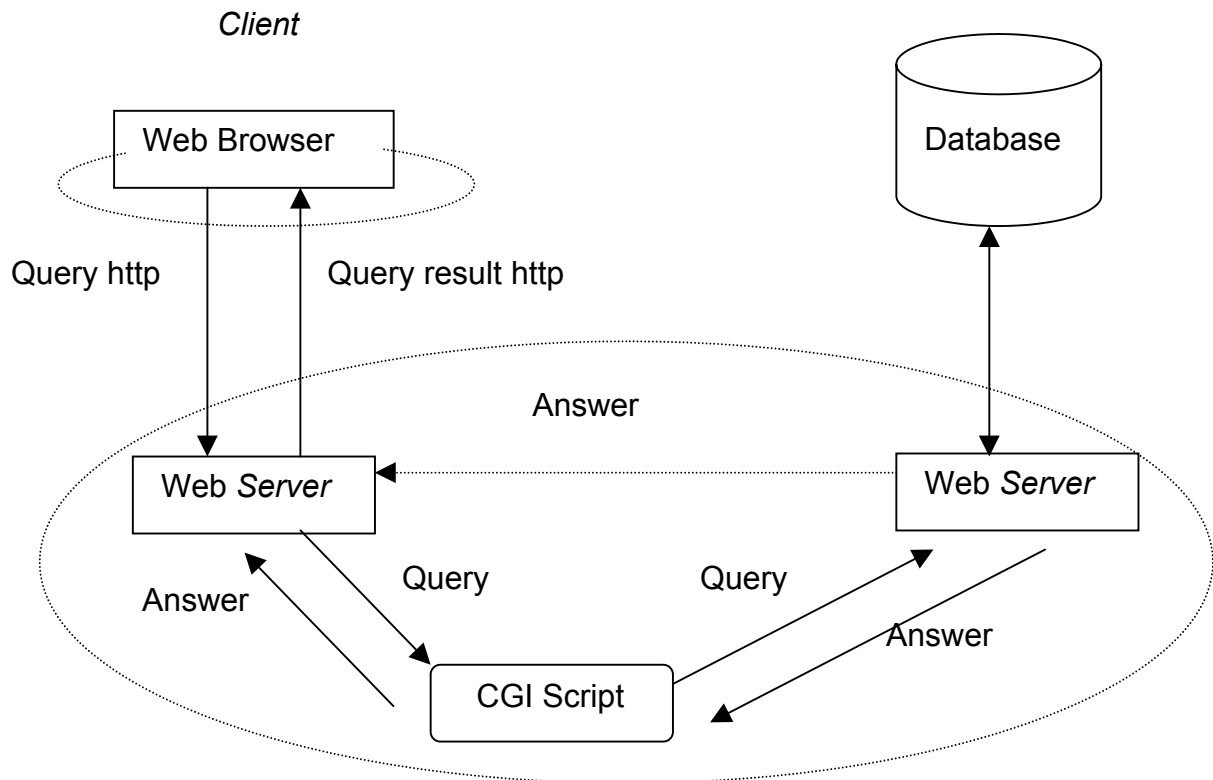 Client
Web Browser
Database
Query http
Query result http
Answer
Web Server
Web Server
Query
Query
Answer
Answer
CGI Script